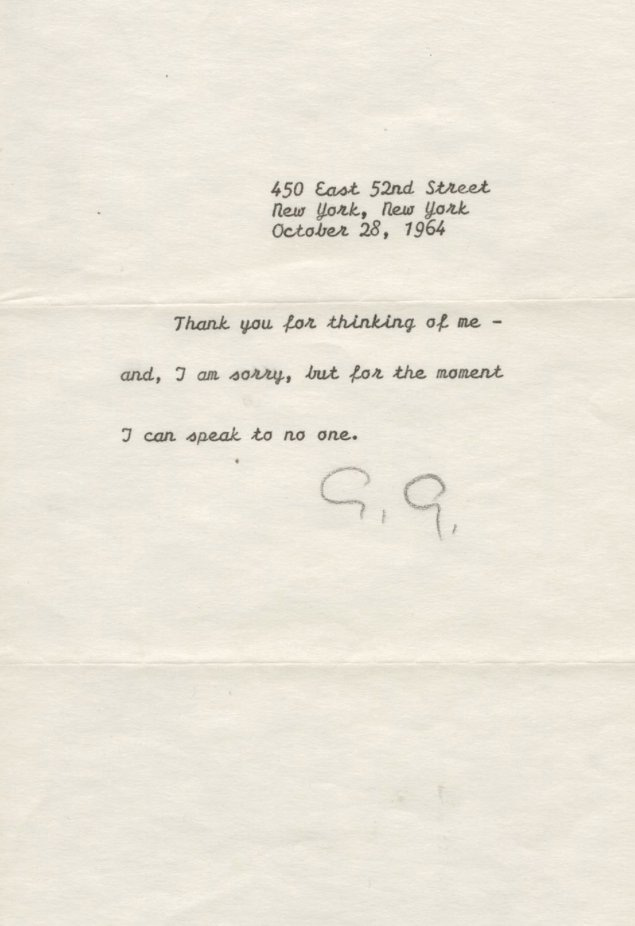 450 East 52nd Street
New York, New York
October 28, 1964
Thank you for thinking of me -
and, I am sorry, but for the moment
I can speak to no one.
G. G.